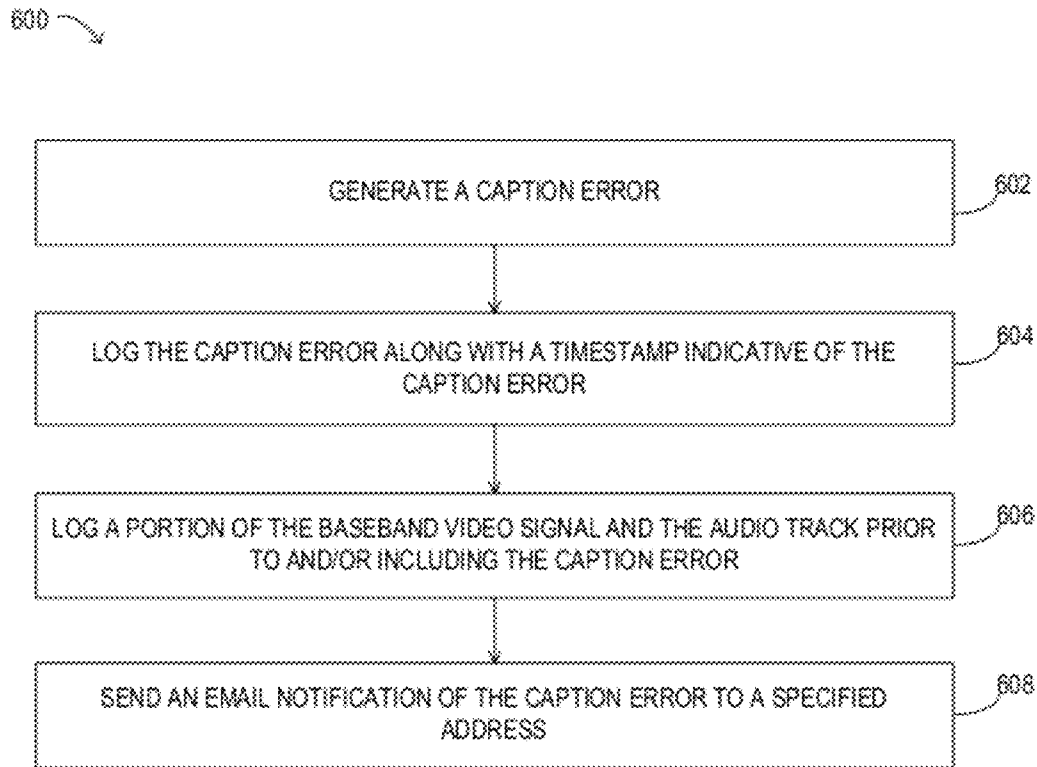 600
GENERATE A CAPTION ERROR
602
LOG THE CAPTION ERROR ALONG WITH A TIMESTAMP INDICATIVE OF THE
CAPTION ERROR
604
LOG A PORTION OF THE BASEBAND VIDEO SIGNAL AND THE AUDIO TRACK PRIOR
TO AND/OR INCLUDING THE CAPTION ERROR
606
SEND AN EMAIL NOTIFICATION OF THE CAPTION ERROR TO A SPECIFIED
ADDRESS
608